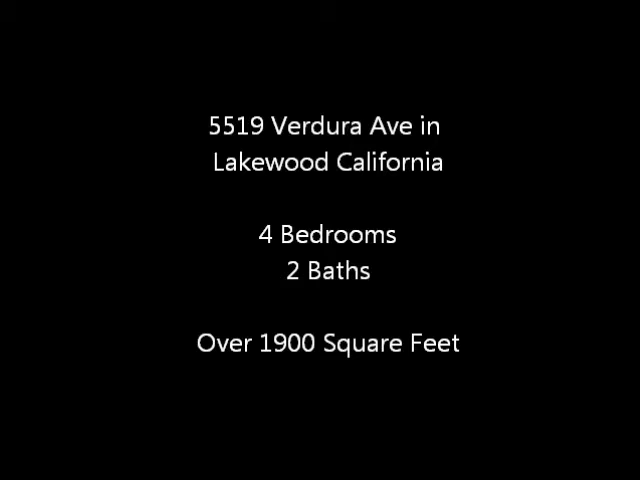 5519 Verdura Ave in
Lakewood California
4 Bedrooms
2 Baths
Over 1900 Square Feet